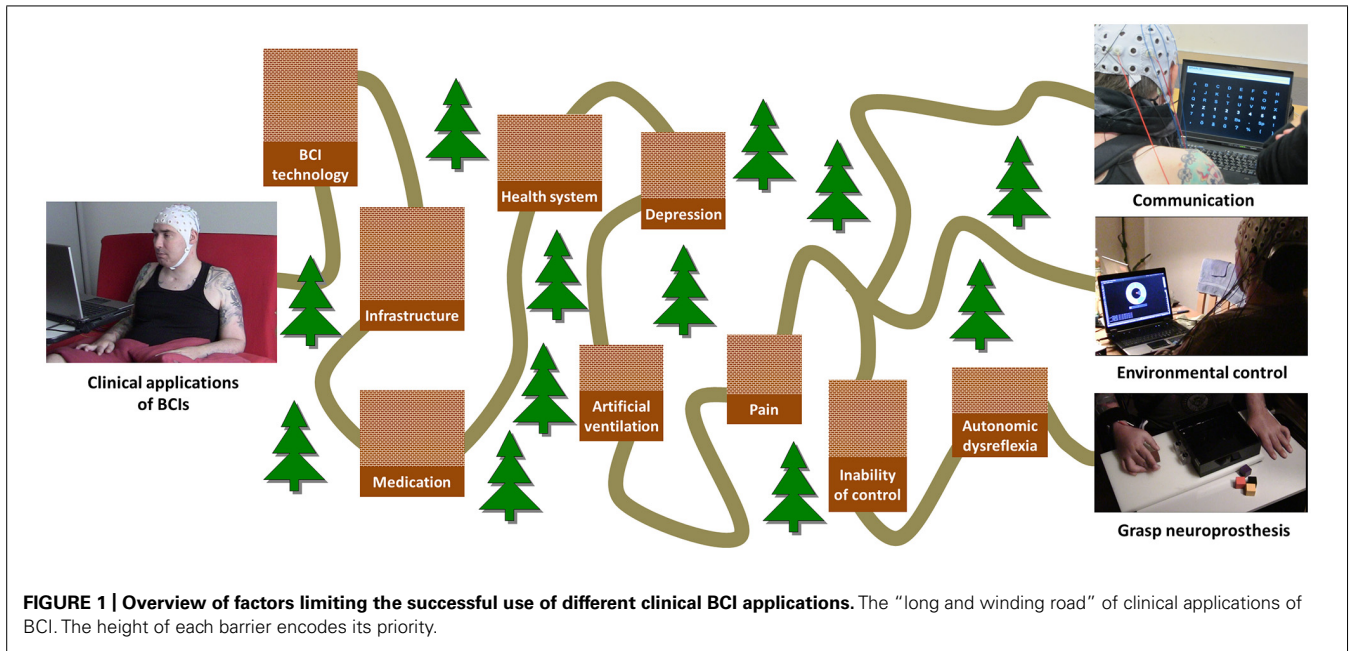 BCI
technology
Health system
Depression
Communication
Infrastructure
Clinical applications
of BCIs
Environmental control
Artificial
ventilation
Pain
Autonomic
dysreflexia
Medication
Inability
of control
Grasp neuroprosthesis
FIGURE 1 | Overview of factors limiting the successful use of different clinical BCI applications. The “long and winding road” of clinical applications of
BCI. The height of each barrier encodes its priority.